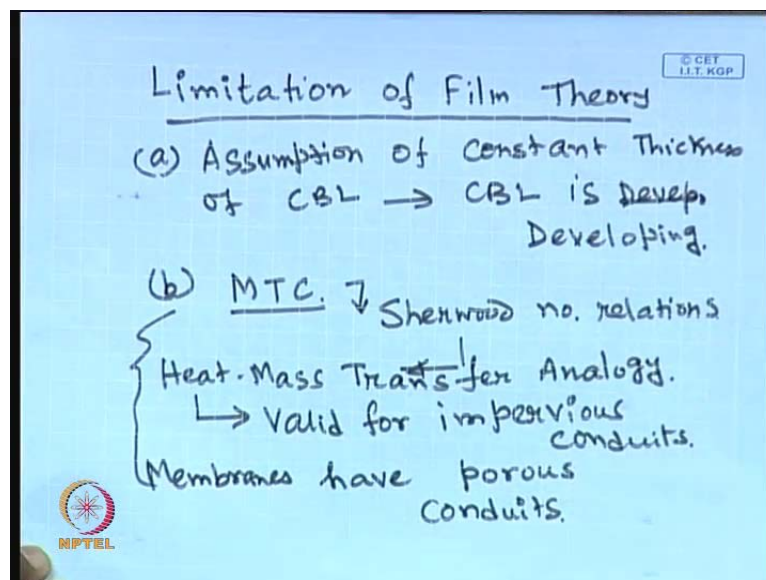 © CET
I.I.T. KGP
Limitation of Film Theory
(a) Assumption of Constant Thickness
of CBL → CBL is Devep.
Developing.
(b) MTC. Sherwood no. relations
Heat-Mass Transfer Analogy.
↳ Valid for impervious
conduits.
Membranes have porous
conduits.
NPTEL